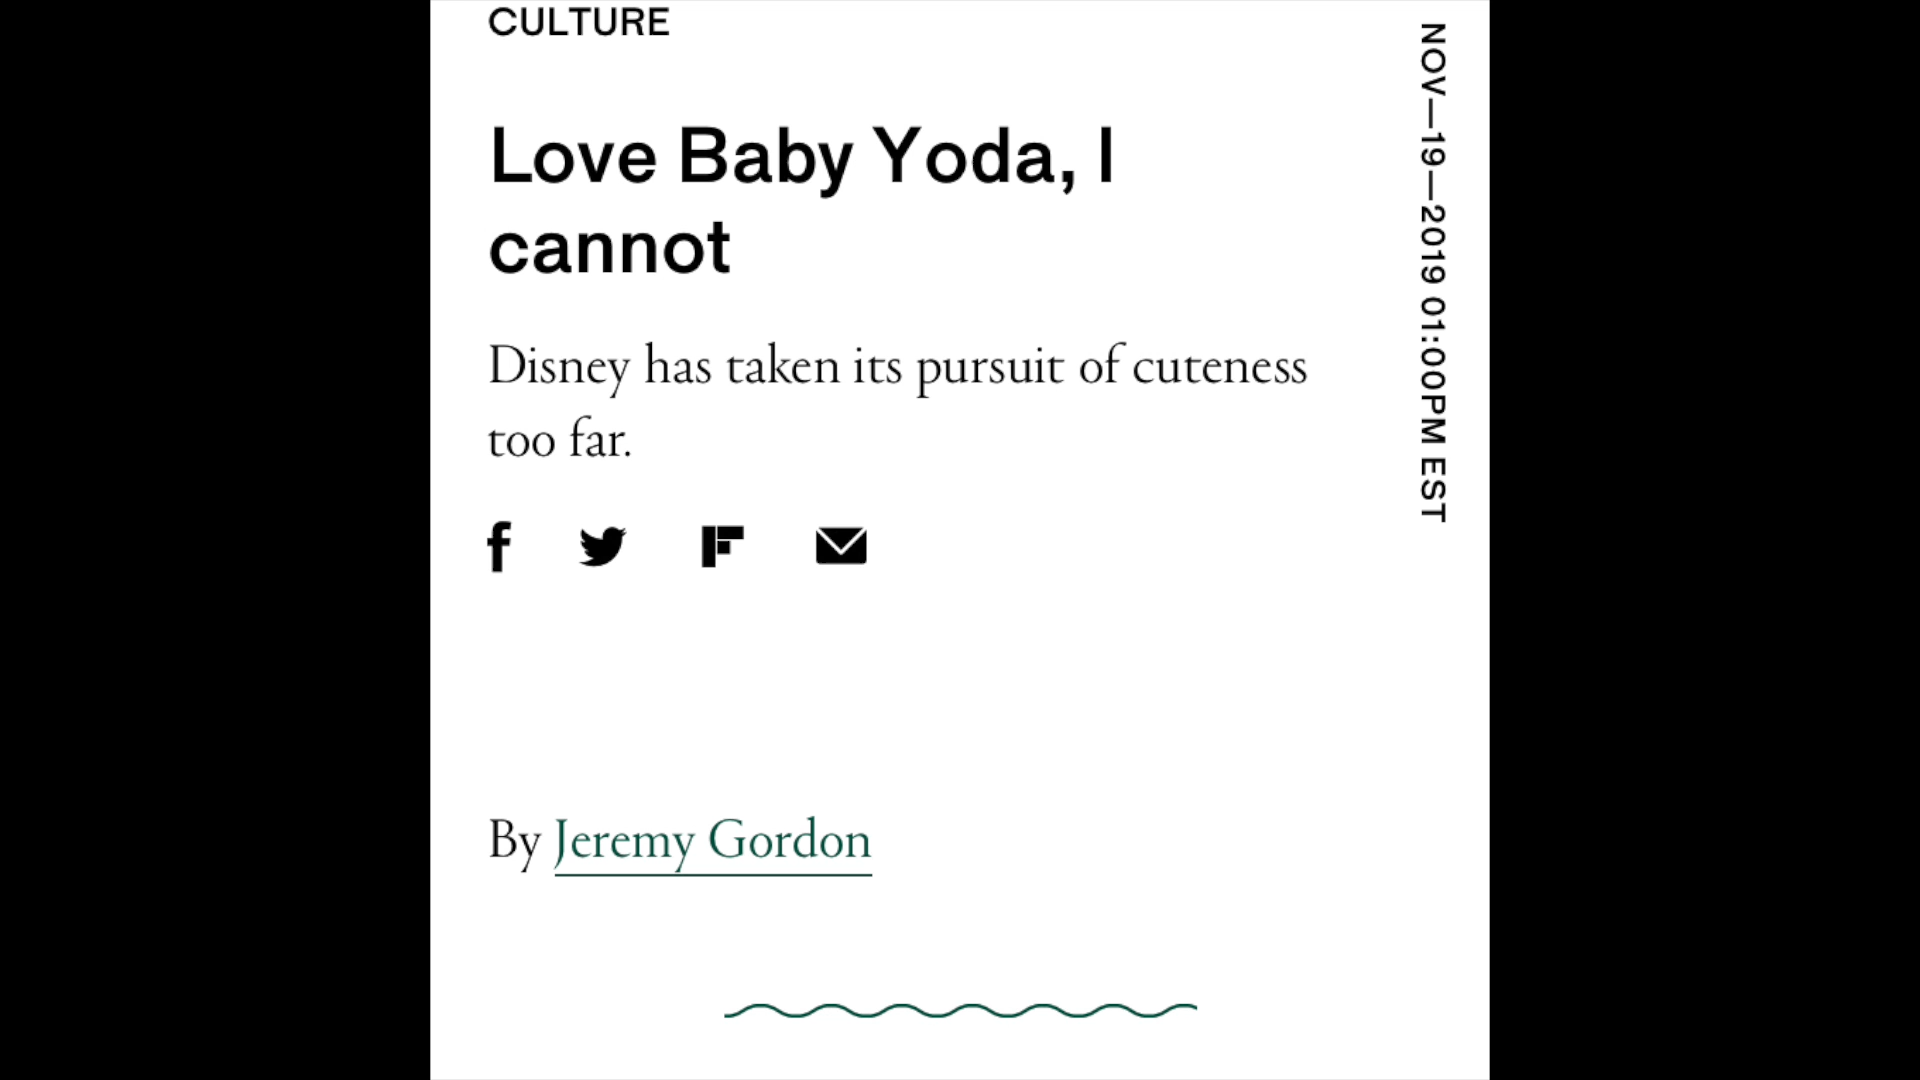 CULTURE
NOV—19—2019 01:00PM EST
Love Baby Yoda, I
cannot
Disney has taken its pursuit of cuteness
too far.
By Jeremy Gordon